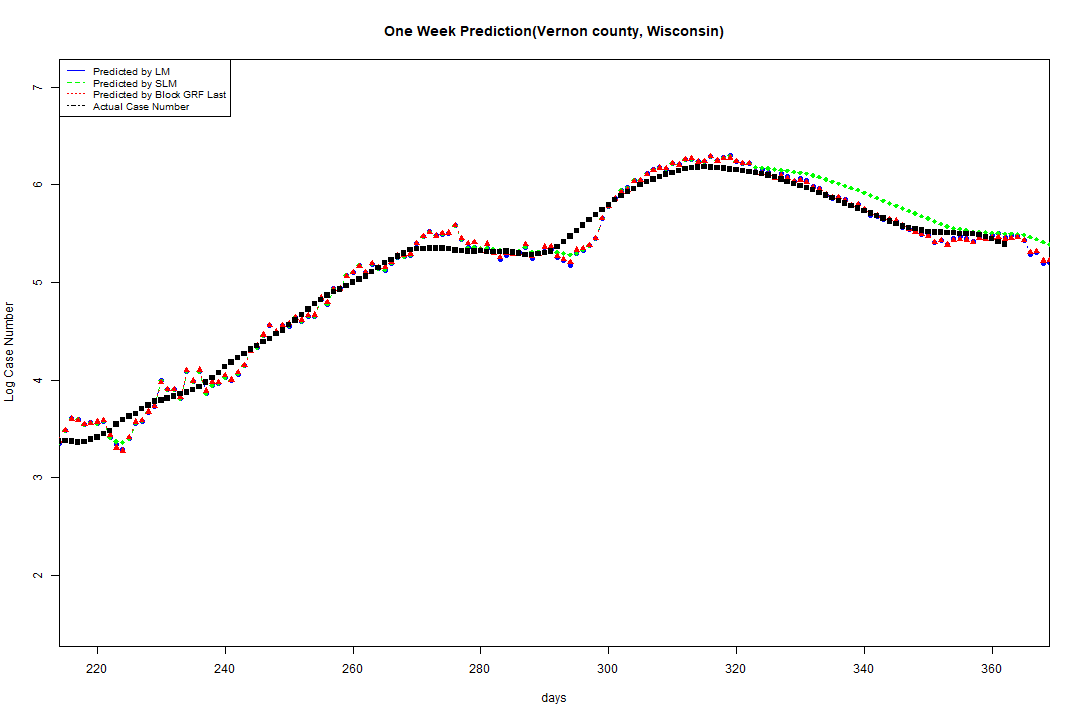 One Week Prediction(Vernon county, Wisconsin)
Predicted by LM
Predicted by SLM
Predicted by Block GRF Last
Actual Case Number
7
6
5
4
3
2
Log Case Number
220 240 260 280 300 320 340 360
days